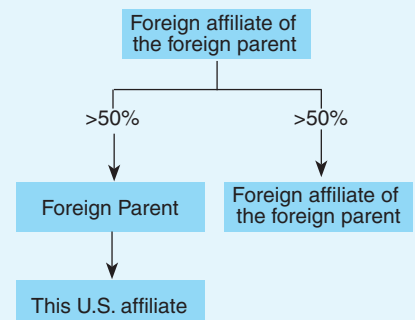 Foreign affiliate of
the foreign parent
>50%
>50%
Foreign Parent
Foreign affiliate of
the foreign parent
This U.S. affiliate